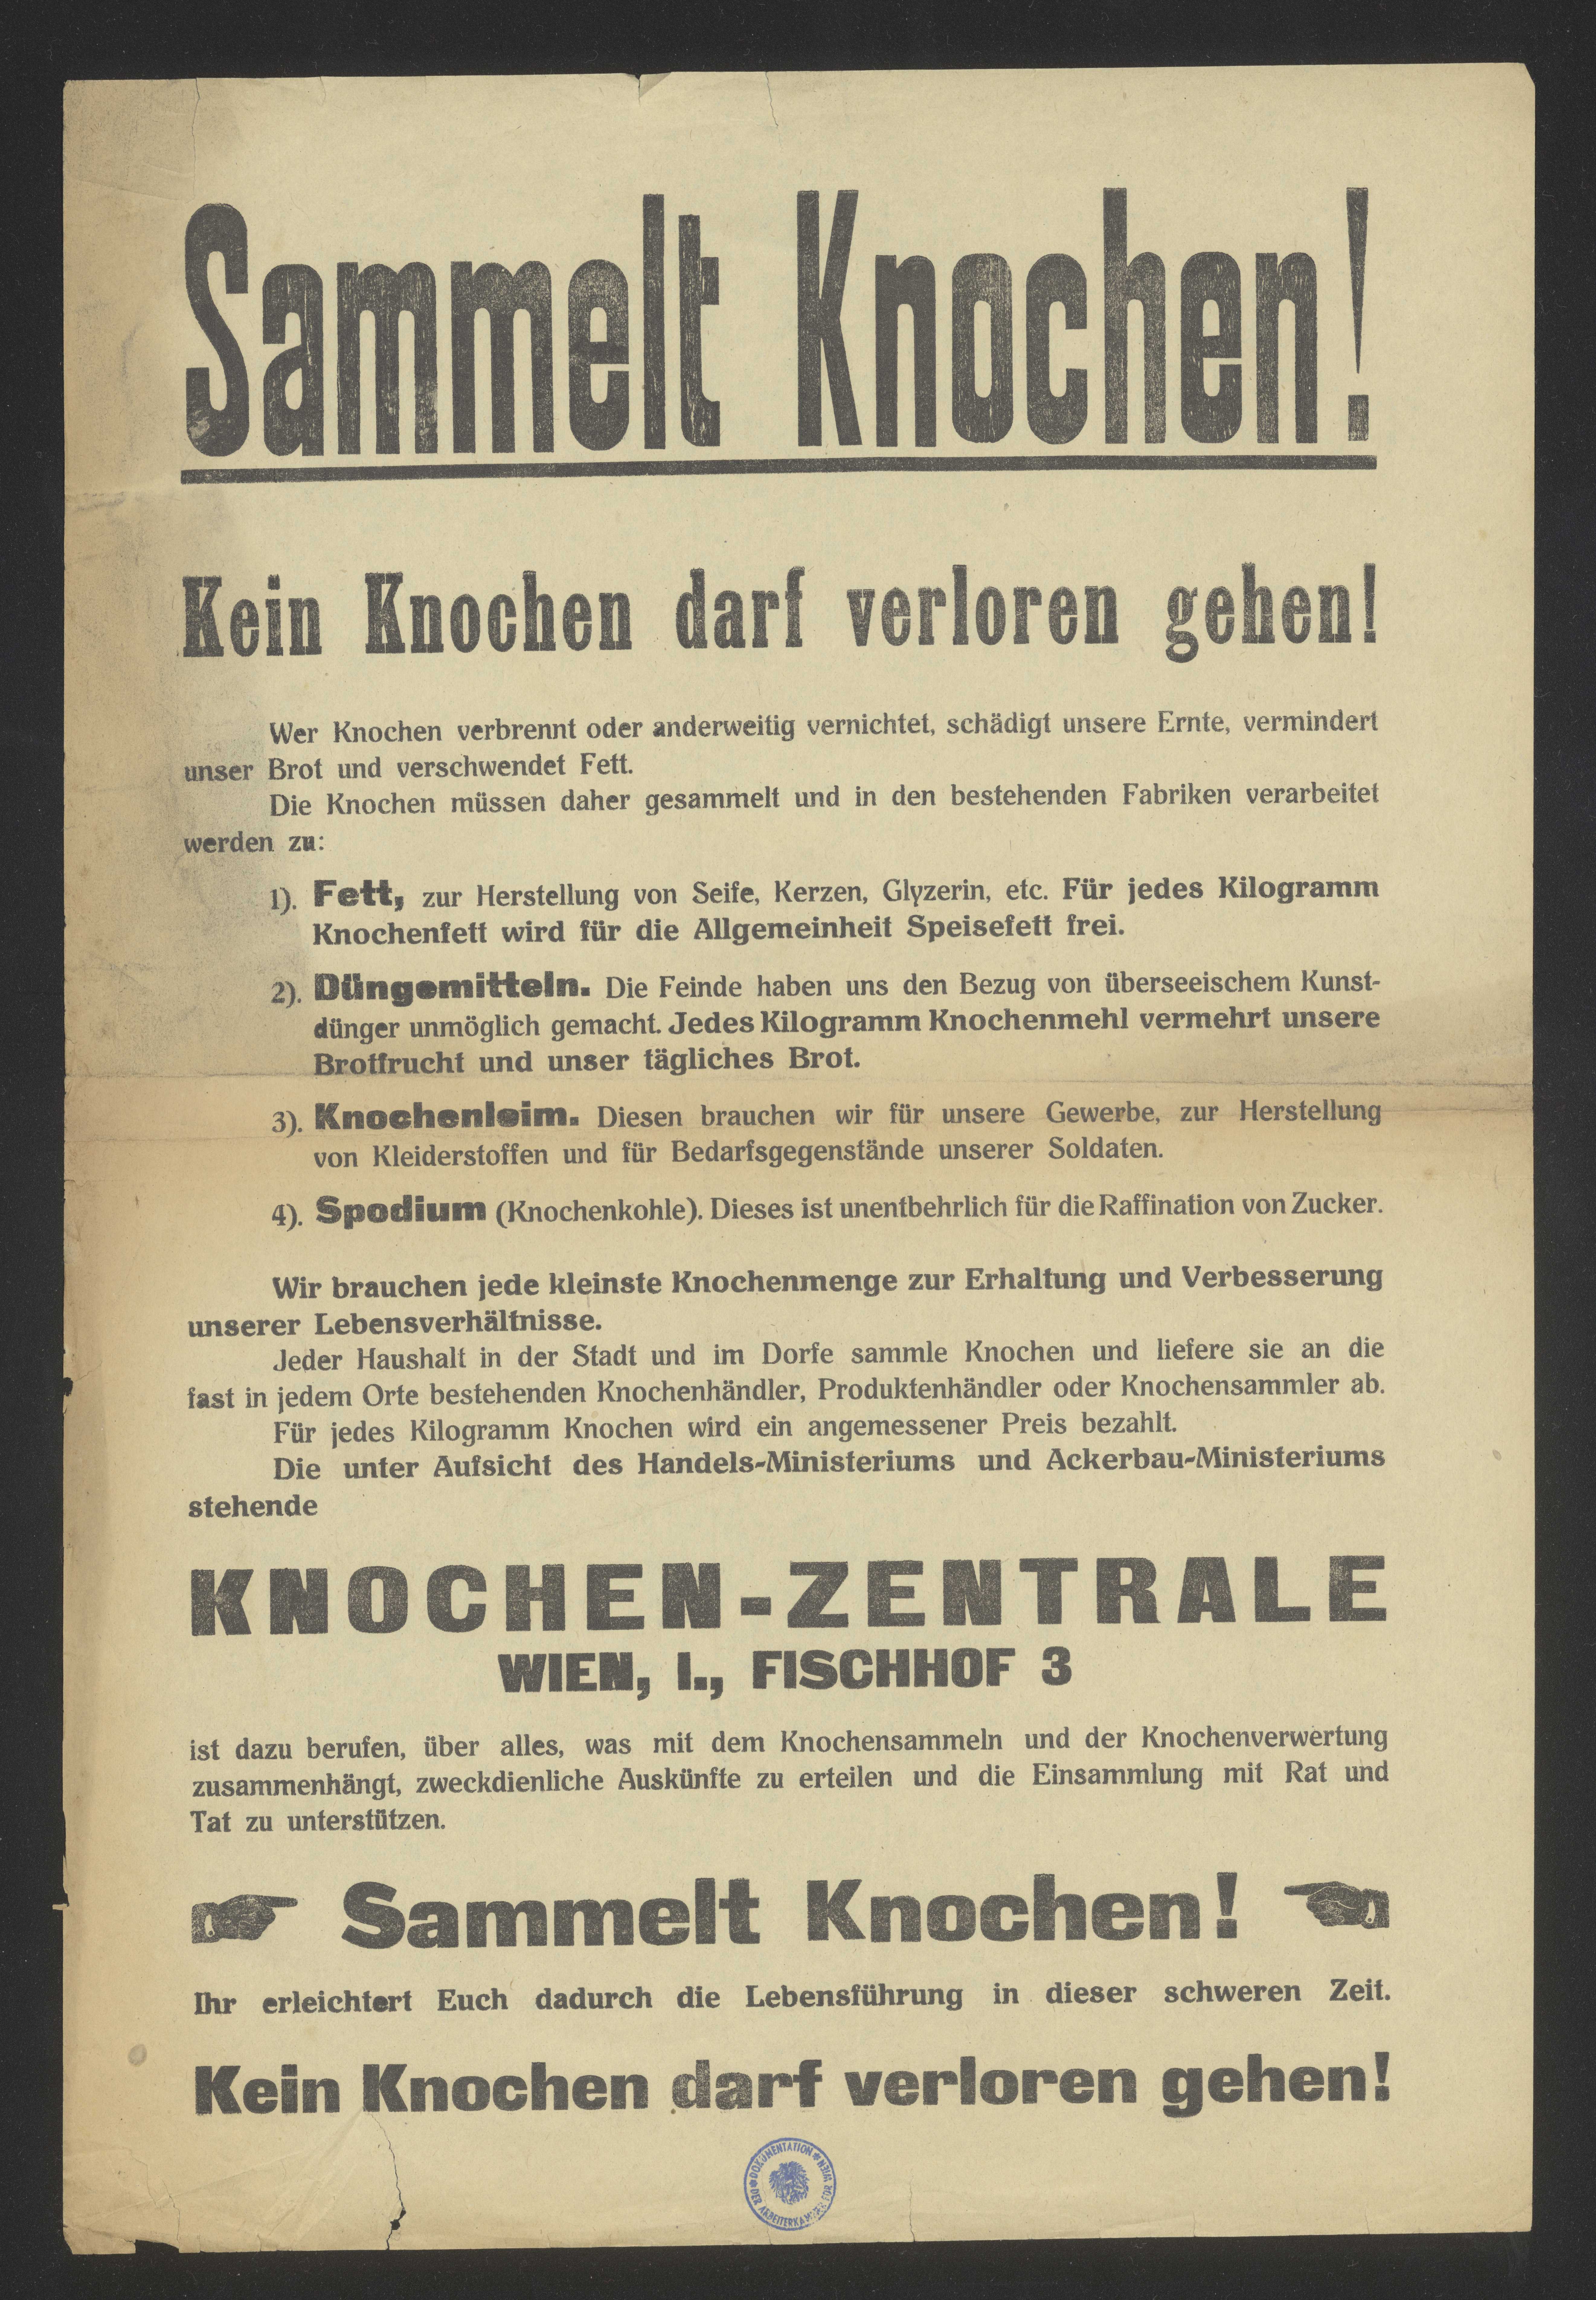 Sammelt Knochen!
Kein Knochen darf verloren gehen!
Wer Knochen verbrennt oder anderweitig vernichtet, schädigt unsere Ernte, vermindert
unser Brot und verschwendet Fett.
Die Knochen müssen daher gesammelt und in den bestehenden Fabriken verarbeitet
werden zu:
1). Fett, zur Herstellung von Seife, Kerzen, Glyzerin, etc. Für jedes Kilogramm
Knochenfett wird für die Allgemeinheit Speisefett frei.
2). Düngemitteln. Die Feinde haben uns den Bezug von überseeischem Kunst-
dünger unmöglich gemacht. Jedes Kilogramm Knochenmehl vermehrt unsere
Brotfrucht und unser tägliches Brot.
3). Knochenleim. Diesen brauchen wir für unsere Gewerbe, zur Herstellung
von Kleiderstoffen und für Bedarfsgegenstände unserer Soldaten.
4). Spodium (Knochenkohle). Dieses ist unentbehrlich für die Raffination von Zucker.
Wir brauchen jede kleinste Knochenmenge zur Erhaltung und Verbesserung
unserer Lebensverhältnisse.
Jeder Haushalt in der Stadt und im Dorfe sammle Knochen und liefere sie an die
fast in jedem Orte bestehenden Knochenhändler, Produktenhändler oder Knochensammler ab.
Für jedes Kilogramm Knochen wird ein angemessener Preis bezahlt.
Die unter Aufsicht des Handels-Ministeriums und Ackerbau-Ministeriums
stehende
KNOCHEN-ZENTRALE
WIEN, I., FISCHHOF 3
ist dazu berufen, über alles, was mit dem Knochensammeln und der Knochenverwertung
zusammenhängt, zweckdienliche Auskünfte zu erteilen und die Einsammlung mit Rat und
Tat zu unterstützen.
Sammelt Knochen!
Ihr erleichtert Euch dadurch die Lebensführung in dieser schweren Zeit.
Kein Knochen darf verloren gehen!
DOKUMENTATION
DER ARBEITERKAMMER FÜR WIEN